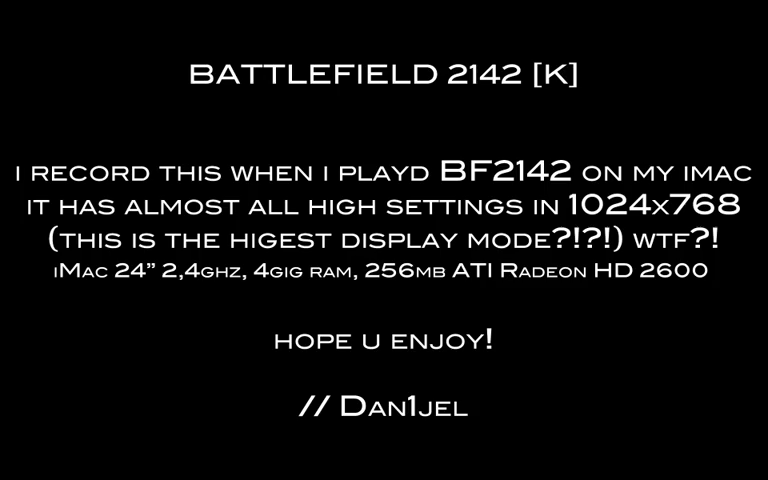 BATTLEFIELD 2142 [K]
I RECORD THIS WHEN I PLAYD BF2142 ON MY IMAC
IT HAS ALMOST ALL HIGH SETTINGS IN 1024X768
(THIS IS THE HIGEST DISPLAY MODE?!?!) WTF?!
IMAC 24” 2,4GHZ, 4GIG RAM, 256MB ATI RADEON HD 2600
HOPE U ENJOY!
// DAN1JEL